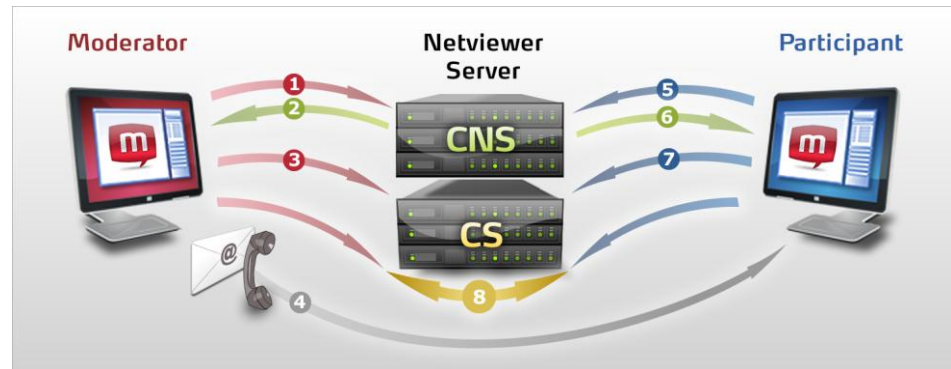 Moderator
Netviewer
Server
Participant
1
2
5
6
m
CNS
m
3
7
CS
@
4
8